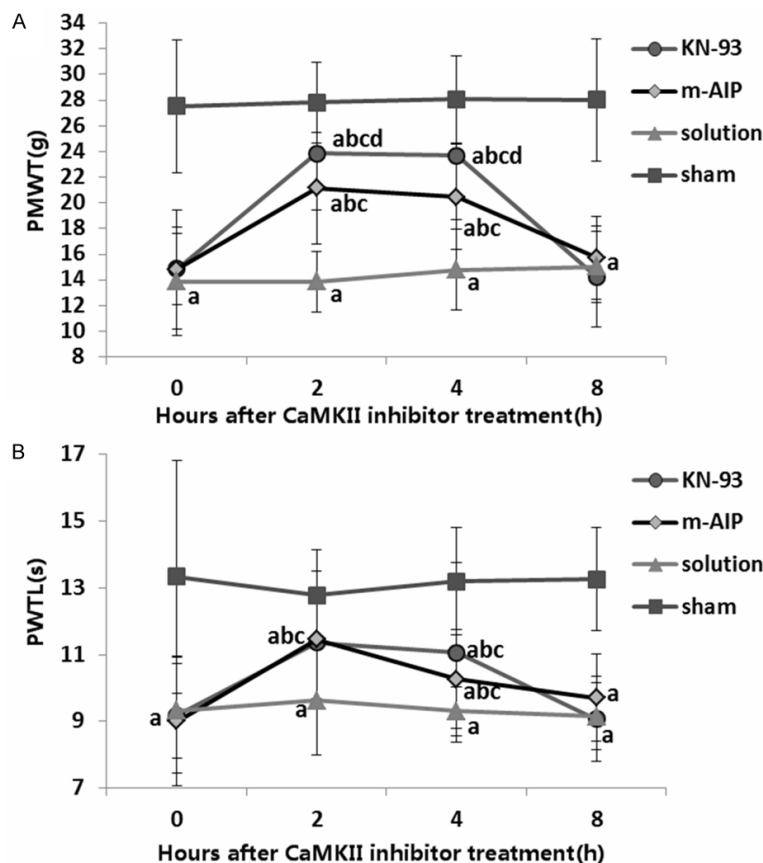 A
PMWT(g)
34
32
30
28
26
24
22
20
18
16
14
12
10
8
abcd
abcd
abc
abc
a
a
a
a
0 2 4 8
Hours after CaMKII inhibitor treatment(h)
KN-93
m-AIP
solution
sham
B
PWTL(s)
17
15
13
11
9
7
abc
abc
abc
a
a
a
a
a
0 2 4 8
Hours after CaMKII inhibitor treatment(h)
KN-93
m-AIP
solution
sham